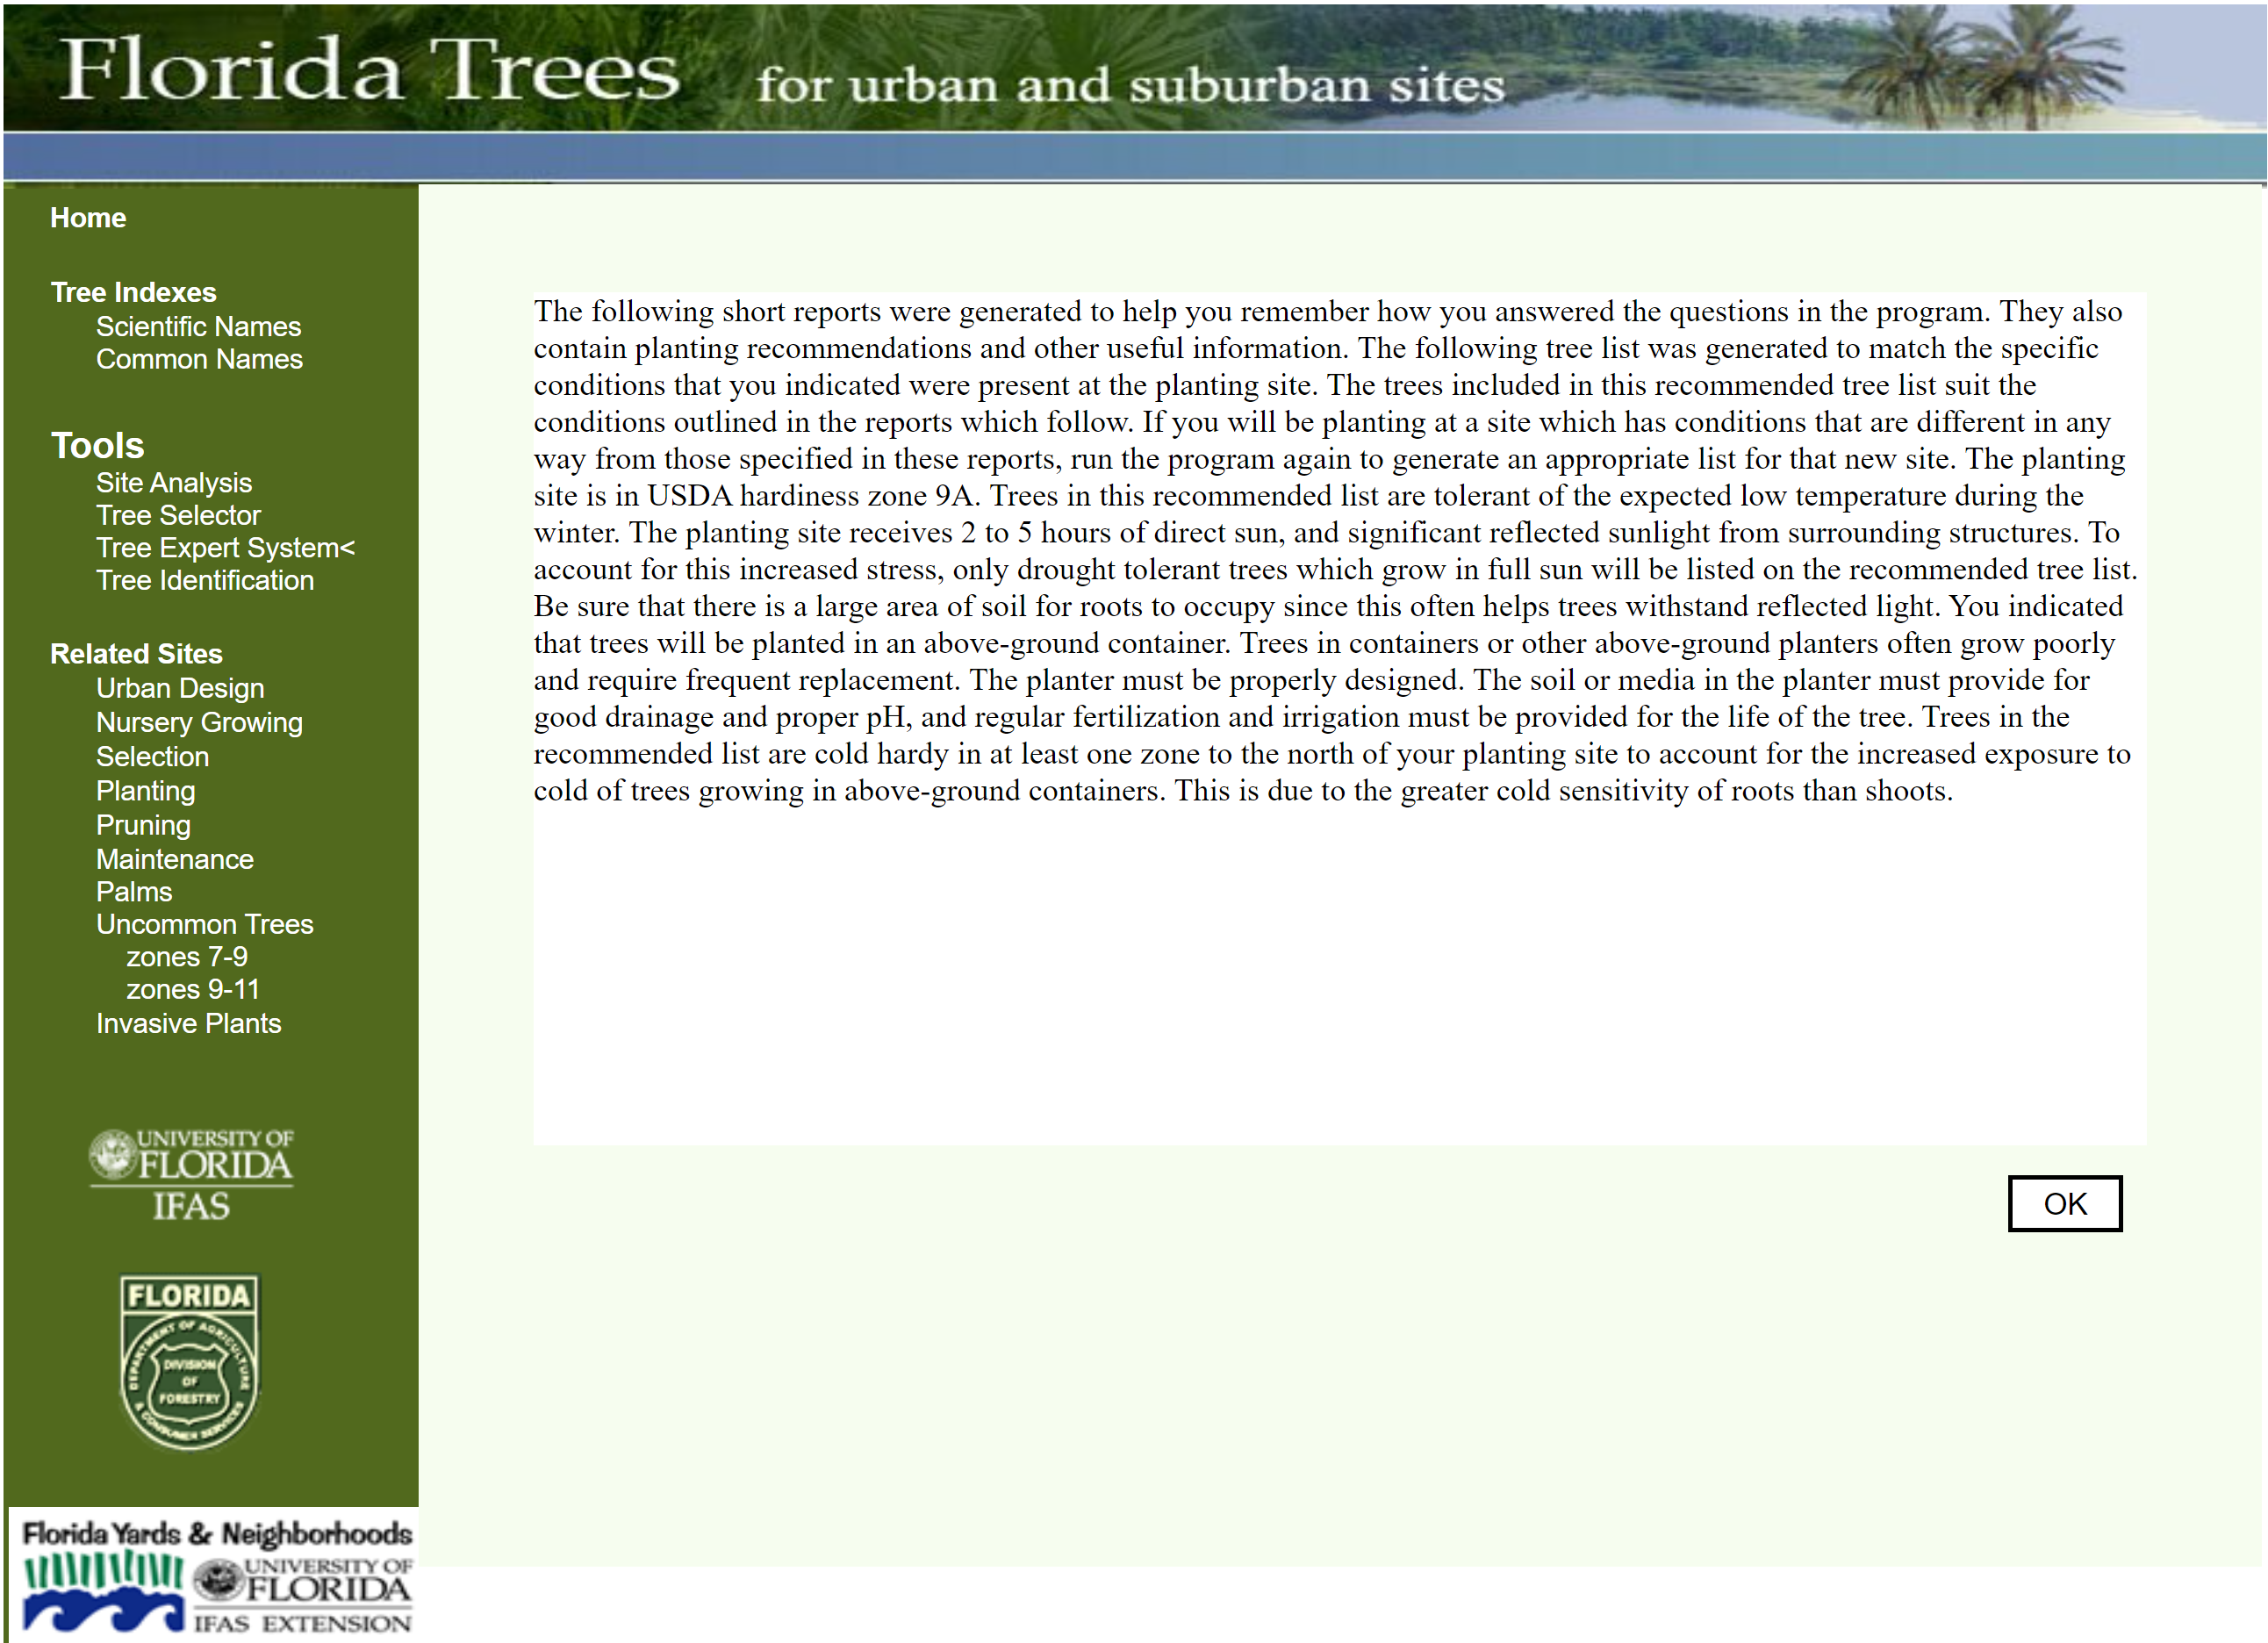 Florida Trees for urban and suburban sites
Home
Tree Indexes
Scientific Names
Common Names
Tools
Site Analysis
Tree Selector
Tree Expert System<
Tree Identification
Related Sites
Urban Design
Nursery Growing
Selection
Planting
Pruning
Maintenance
Palms
Uncommon Trees
zones 7-9
zones 9-11
Invasive Plants
UNIVERSITY OF
FLORIDA
IFAS
FLORIDA
DEPARTMENT OF AGRICULTURE
DIVISION
OF
FORESTRY
& CONSUMER SERVICES
Florida Yards & Neighborhoods
UNIVERSITY OF
FLORIDA
IFAS EXTENSION
The following short reports were generated to help you remember how you answered the questions in the program. They also
contain planting recommendations and other useful information. The following tree list was generated to match the specific
conditions that you indicated were present at the planting site. The trees included in this recommended tree list suit the
conditions outlined in the reports which follow. If you will be planting at a site which has conditions that are different in any
way from those specified in these reports, run the program again to generate an appropriate list for that new site. The planting
site is in USDA hardiness zone 9A. Trees in this recommended list are tolerant of the expected low temperature during the
winter. The planting site receives 2 to 5 hours of direct sun, and significant reflected sunlight from surrounding structures. To
account for this increased stress, only drought tolerant trees which grow in full sun will be listed on the recommended tree list.
Be sure that there is a large area of soil for roots to occupy since this often helps trees withstand reflected light. You indicated
that trees will be planted in an above-ground container. Trees in containers or other above-ground planters often grow poorly
and require frequent replacement. The planter must be properly designed. The soil or media in the planter must provide for
good drainage and proper pH, and regular fertilization and irrigation must be provided for the life of the tree. Trees in the
recommended list are cold hardy in at least one zone to the north of your planting site to account for the increased exposure to
cold of trees growing in above-ground containers. This is due to the greater cold sensitivity of roots than shoots.
OK